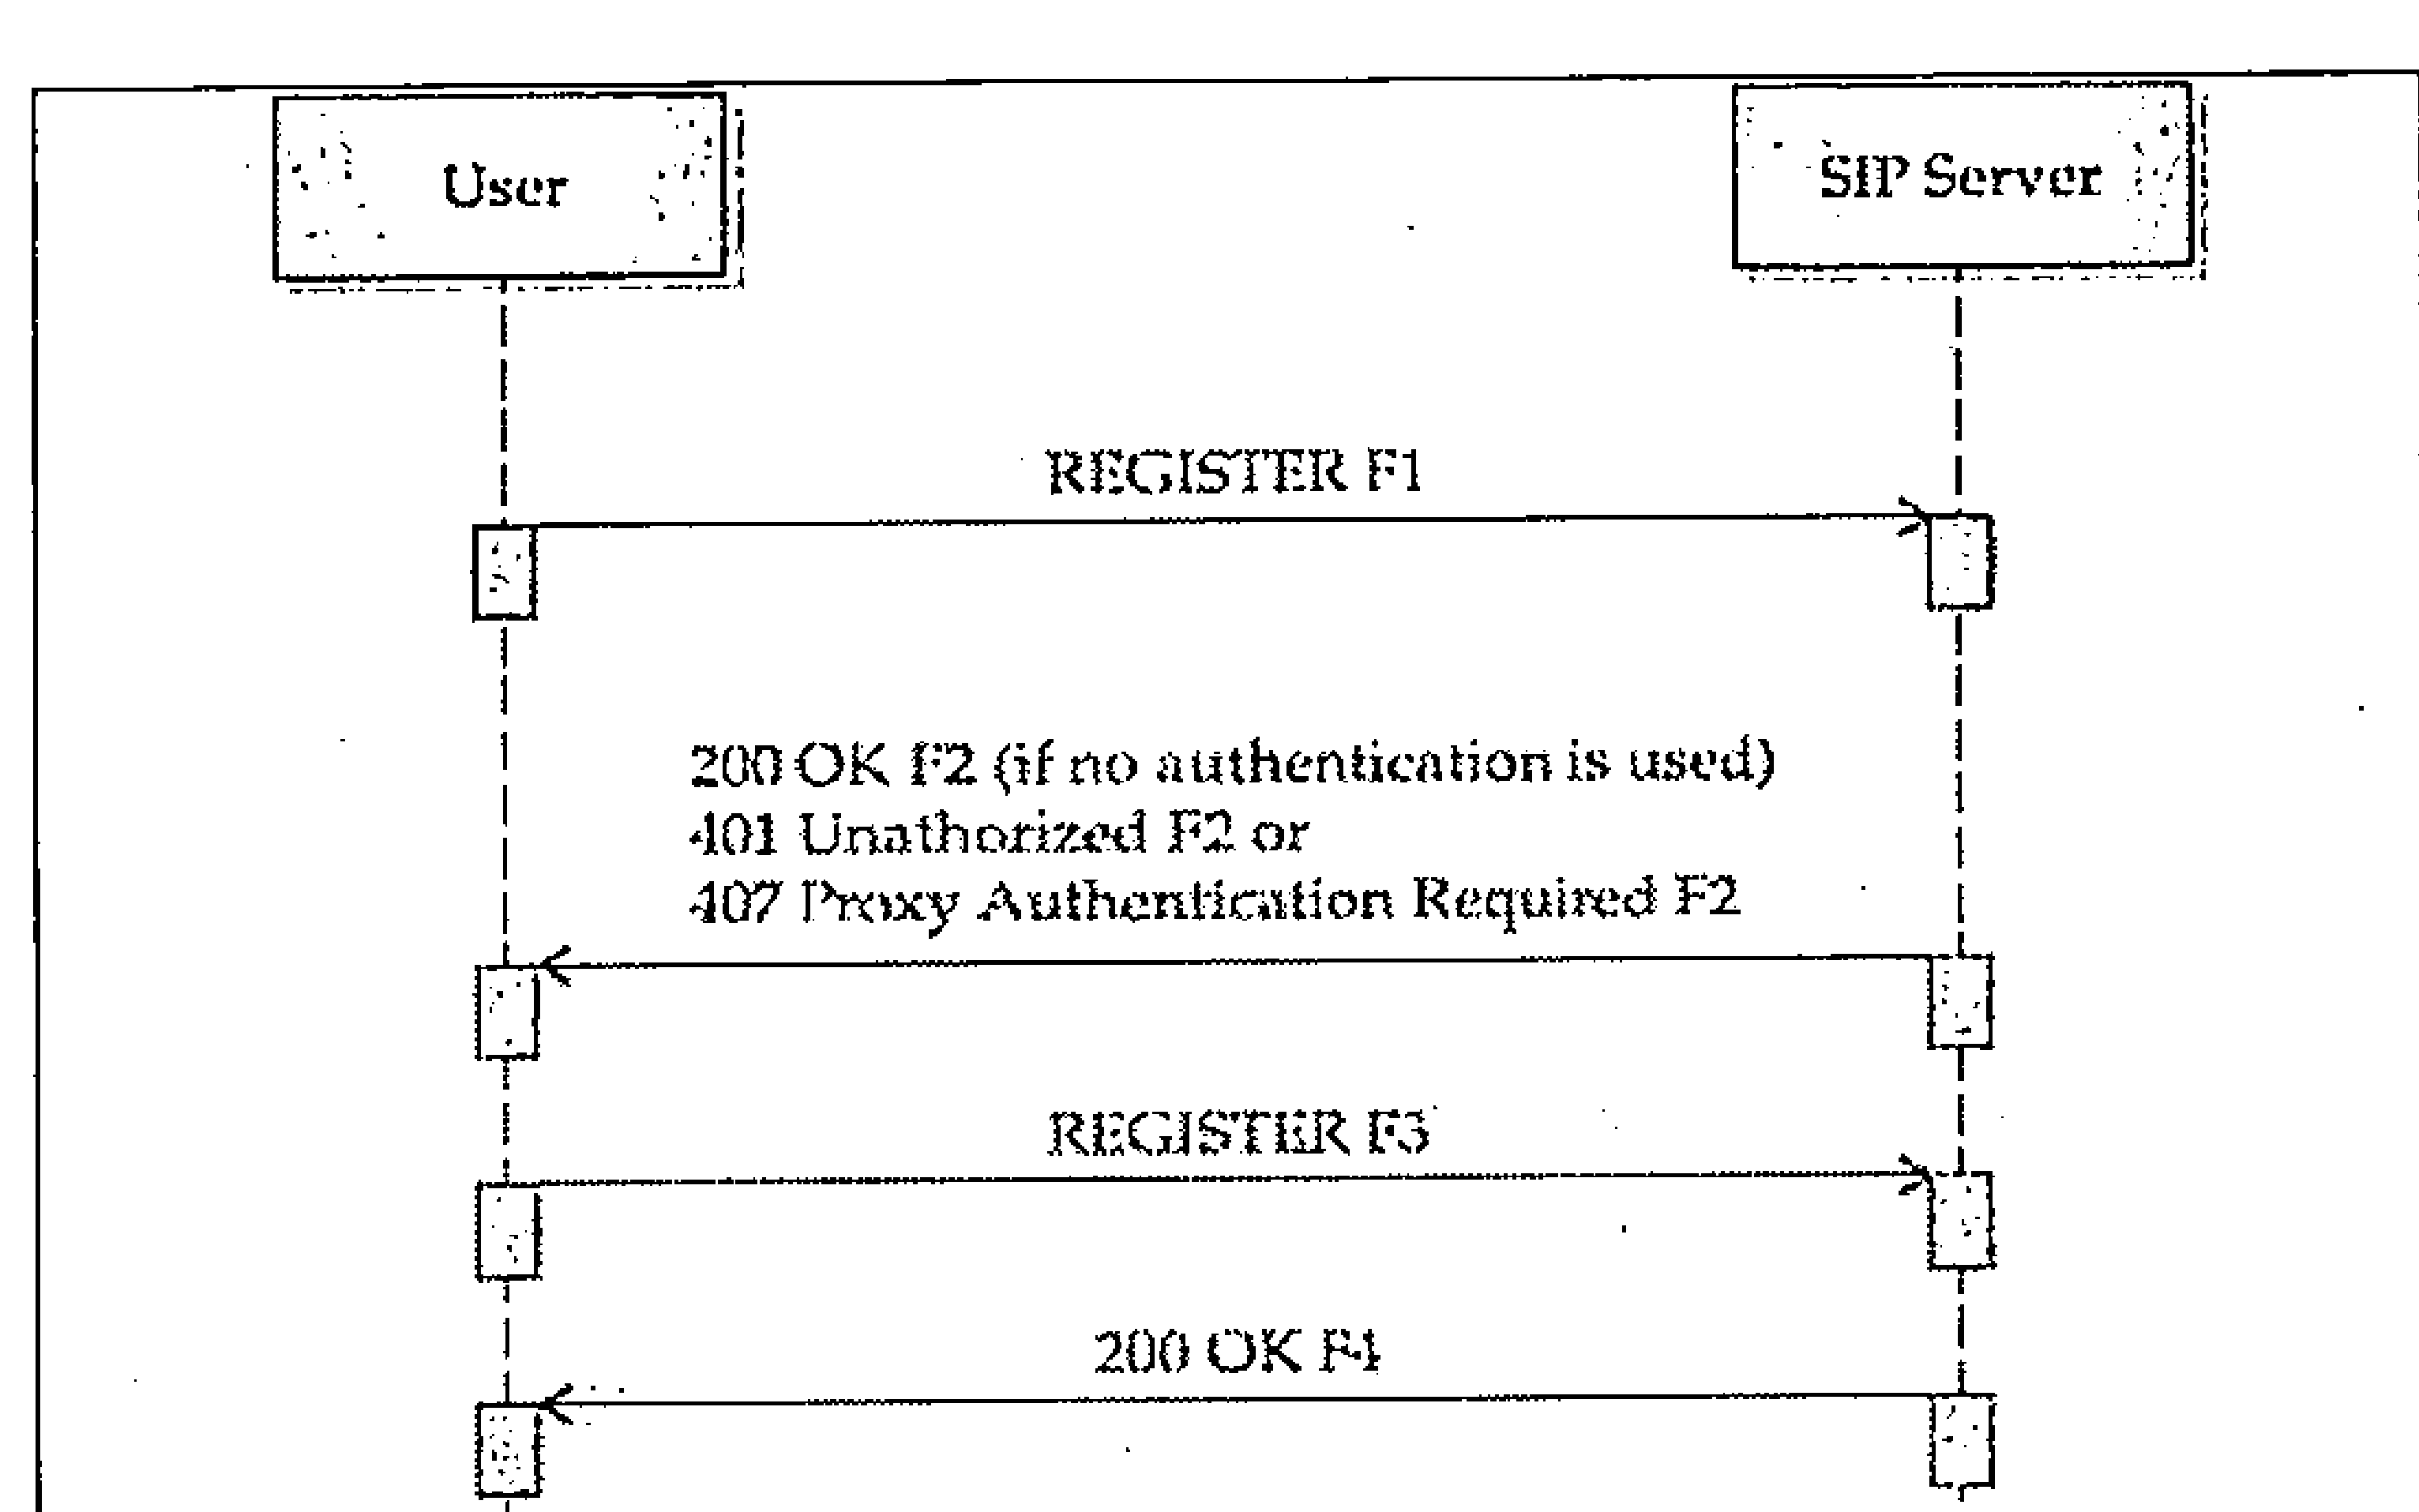 User
SIP Server
REGISTER F1
200 OK F2 (if no authentication is used)
401 Unathorized F2 or
407 Proxy Authentication Required F2
REGISTER F3
200 OK F4